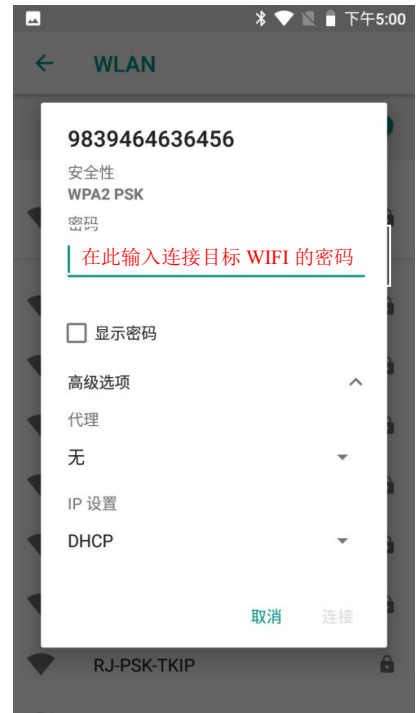 下午5:00
WLAN
9839464636456
安全性
WPA2 PSK
密码
在此输入连接目标 WIFI 的密码
显示密码
高级选项
代理
无
IP 设置
DHCP
取消 连接
RJ-PSK-TKIP